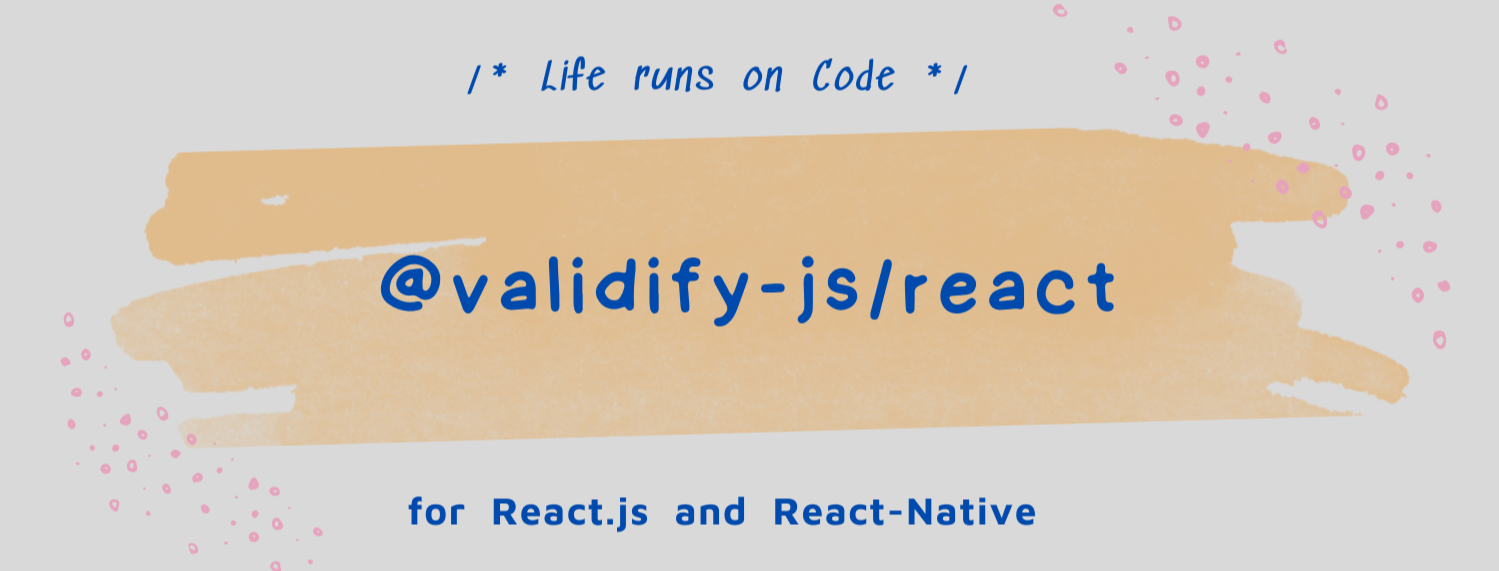 /* Life runs on Code */
@validify-js/react
for React.js and React-Native